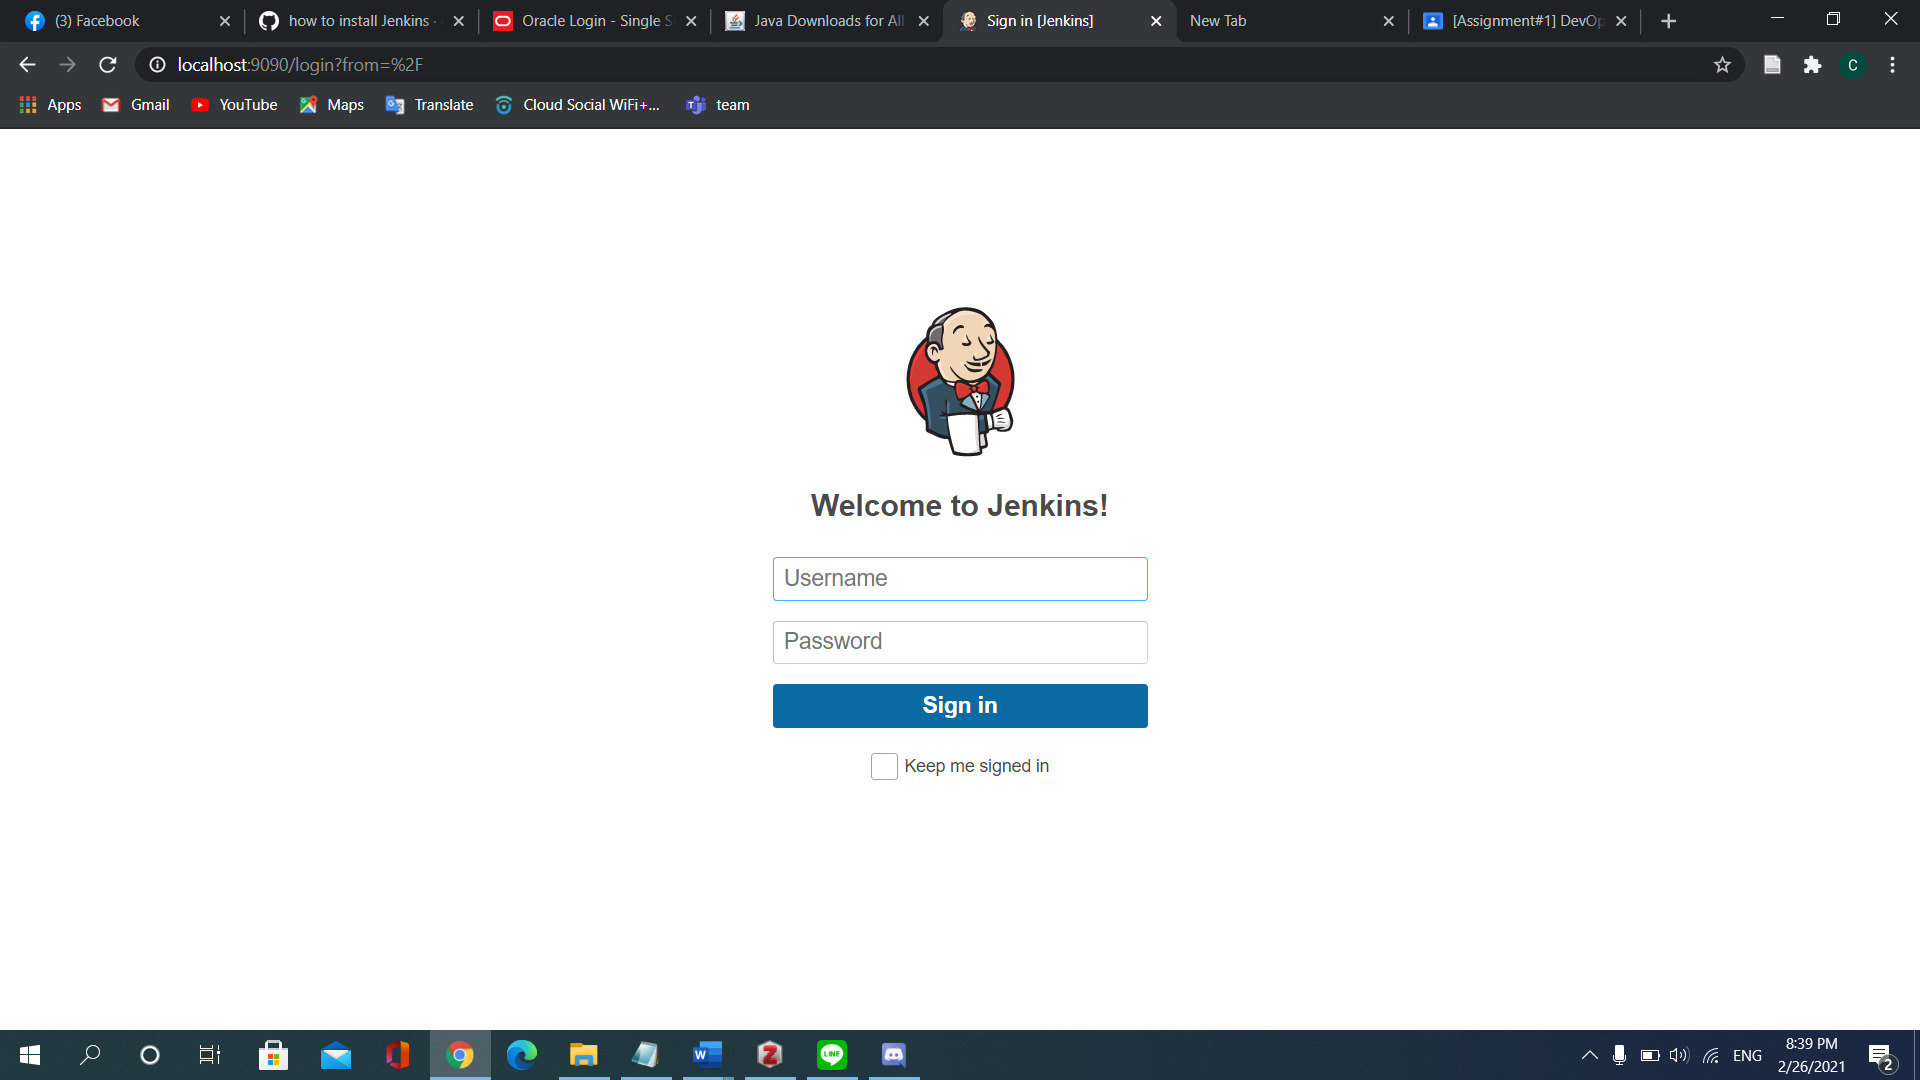 (3) Facebook
how to install Jenkins ·
Oracle Login - Single S
Java Downloads for All
Sign in [Jenkins]
New Tab
[Assignment#1] DevOp
localhost:9090/login?from=%2F
C
Apps
Gmail
YouTube
Maps
Translate
Cloud Social WiFi+...
team
Welcome to Jenkins!
Username
Password
Sign in
Keep me signed in
ENG
8:39 PM
2/26/2021
2